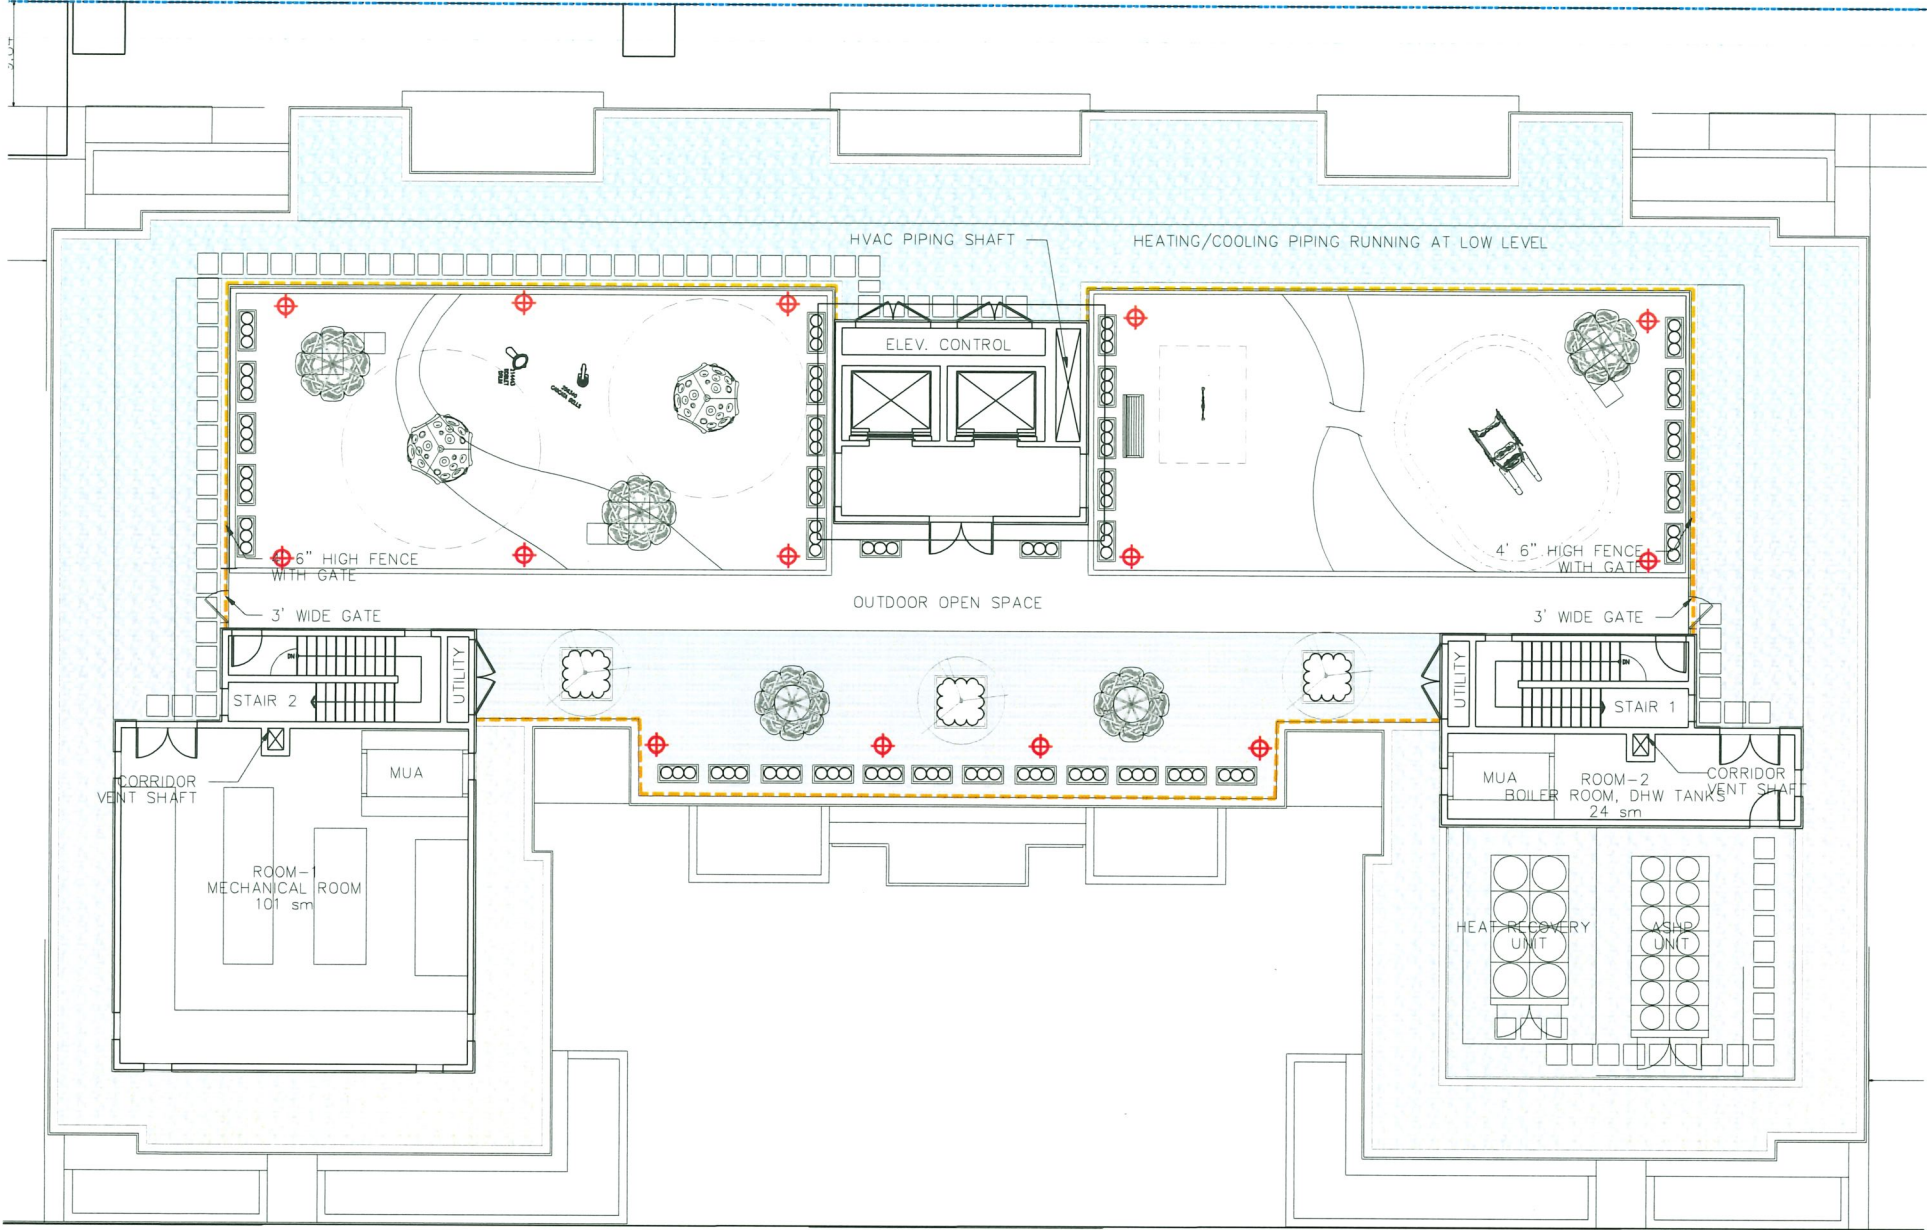 HVAC PIPING SHAFT
HEATING/COOLING PIPING RUNNING AT LOW LEVEL
ELEV. CONTROL
6" HIGH FENCE
WITH GATE
4' 6" HIGH FENCE
WITH GATE
OUTDOOR OPEN SPACE
3' WIDE GATE
3' WIDE GATE
DN
UTILITY
STAIR 2
UTILITY
DN
STAIR 1
CORRIDOR
VENT SHAFT
MUA
MUA
ROOM-2
BOILER ROOM, DHW TANKS
24 sm
CORRIDOR
VENT SHAFT
ROOM-1
MECHANICAL ROOM
101 sm
HEAT RECOVERY
UNIT
ASHP
UNIT